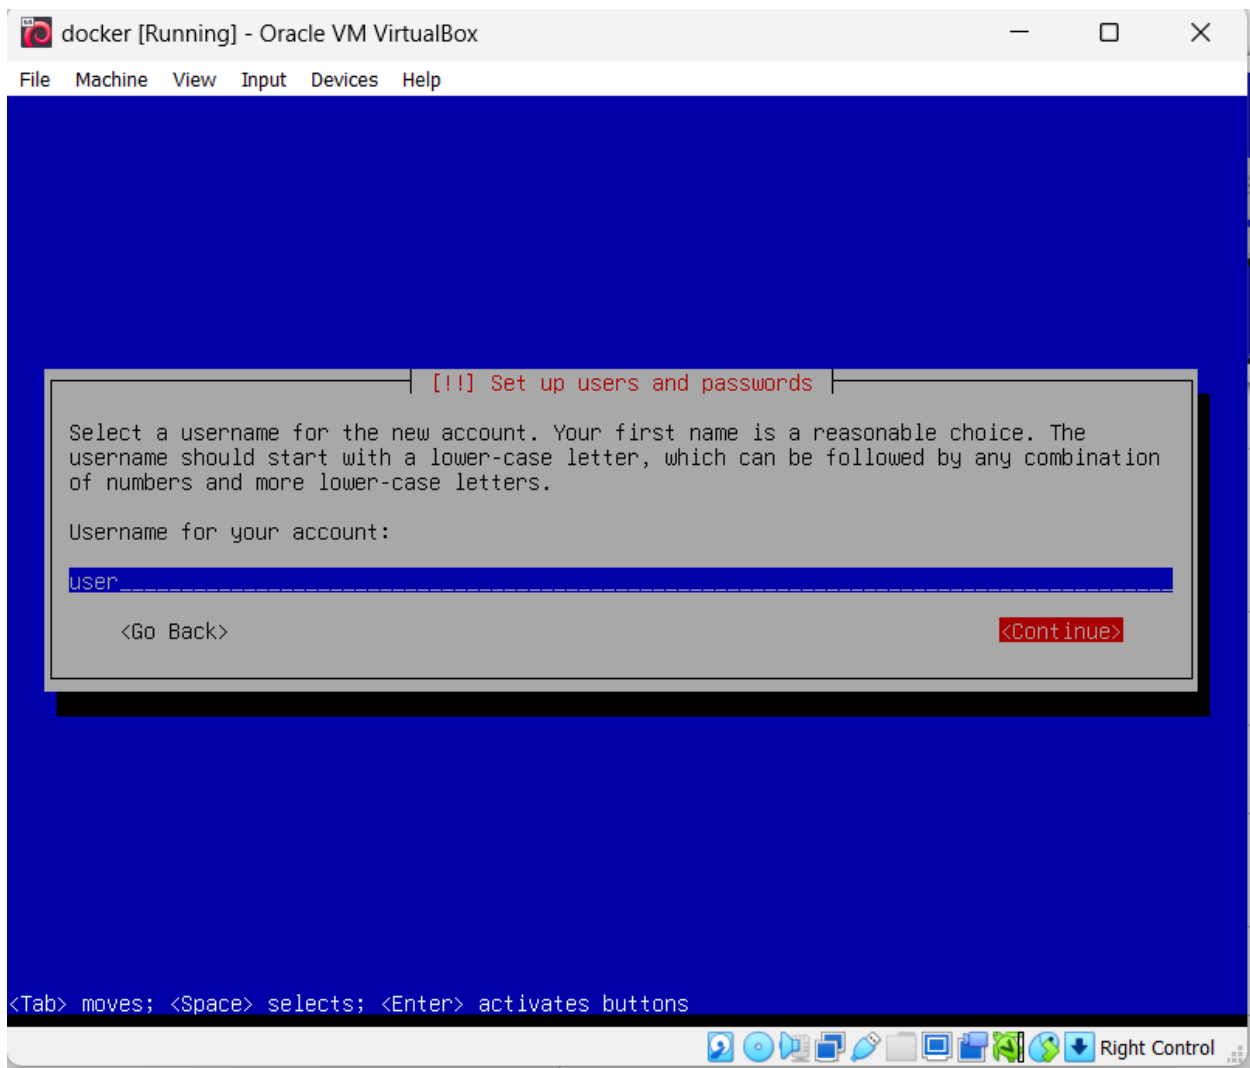 docker [Running] - Oracle VM VirtualBox
File Machine View Input Devices Help
[!!] Set up users and passwords
Select a username for the new account. Your first name is a reasonable choice. The
username should start with a lower-case letter, which can be followed by any combination
of numbers and more lower-case letters.
Username for your account:
user
<Go Back> <Continue>
<Tab> moves; <Space> selects; <Enter> activates buttons
Right Control